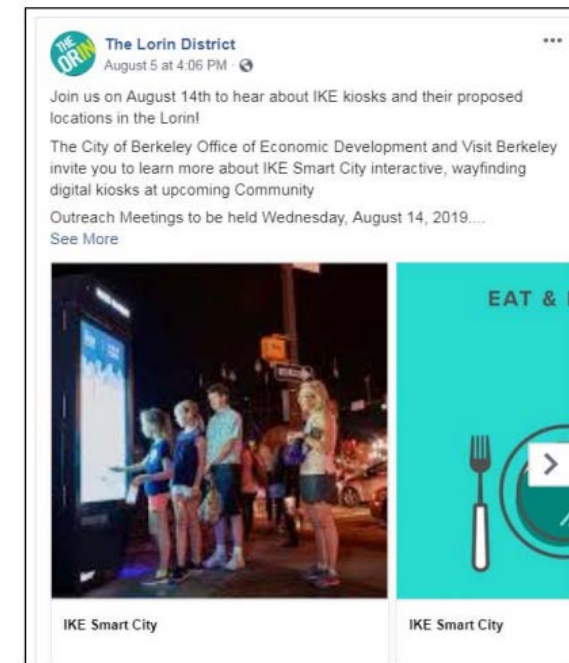 THE
LORIN
The Lorin District
August 5 at 4:06 PM ·
Join us on August 14th to hear about IKE kiosks and their proposed
locations in the Lorin!
The City of Berkeley Office of Economic Development and Visit Berkeley
invite you to learn more about IKE Smart City interactive, wayfinding
digital kiosks at upcoming Community
Outreach Meetings to be held Wednesday, August 14, 2019....
See More
EAT &
IKE Smart City
IKE Smart City